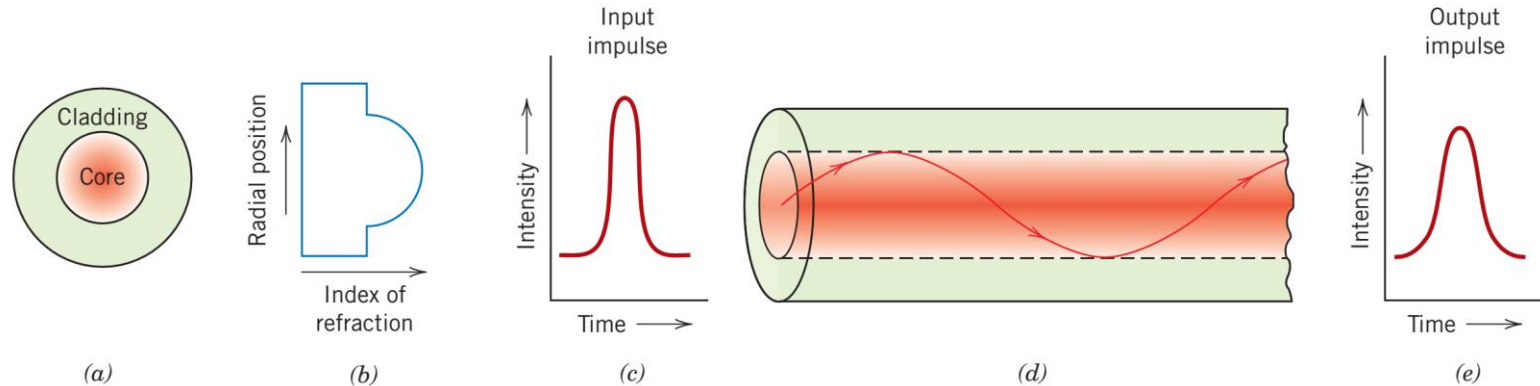 Cladding
Core
(a)
Radial position
Index of
refraction
(b)
Input
impulse
Intensity
Time
(c)
(d)
Output
impulse
Intensity
Time
(e)